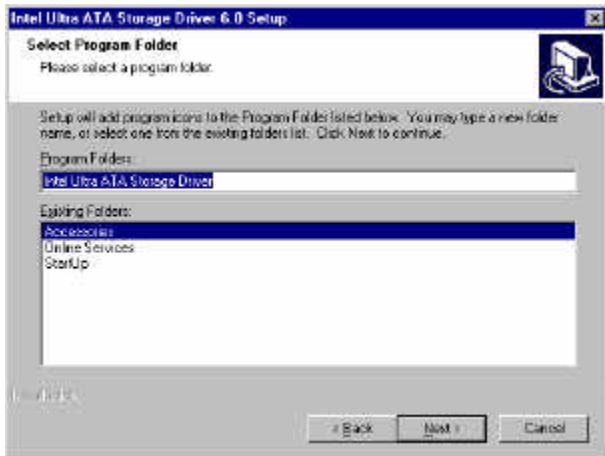 Intel Ultra ATA Storage Driver 6.0 Setup
Select Program Folder
Please select a program folder.
Setup will add program icons to the Program Folder listed below. You may type a new folder
name, or select one from the existing folders list. Click Next to continue.
Program Folders:
Intel Ultra ATA Storage Driver
Existing Folders:
Accessories
Online Services
StartUp
< Back
Next >
Cancel